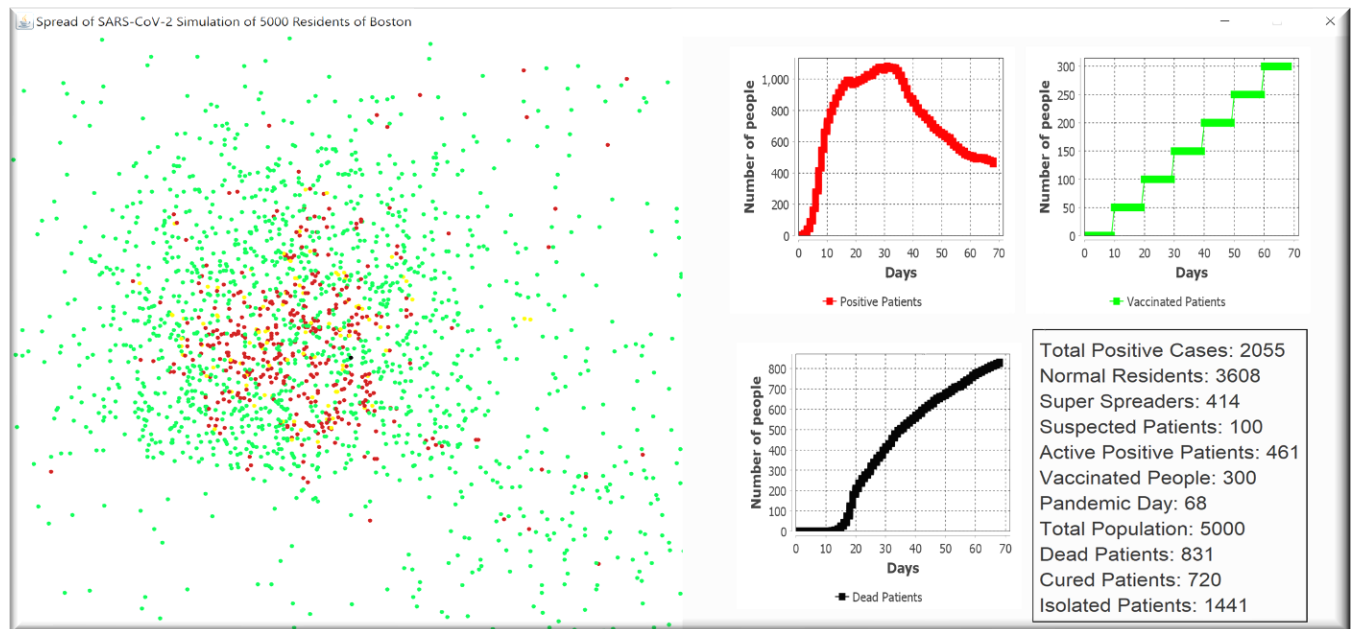 Spread of SARS-CoV-2 Simulation of 5000 Residents of Boston
Number of people
1,000
800
600
400
200
0
0 10 20 30 40 50 60 70
Days
Positive Patients
Number of people
300
250
200
150
100
50
0
0 10 20 30 40 50 60 70
Days
Vaccinated Patients
Number of people
800
700
600
500
400
300
200
100
0
0 10 20 30 40 50 60 70
Days
Dead Patients
Total Positive Cases: 2055
Normal Residents: 3608
Super Spreaders: 414
Suspected Patients: 100
Active Positive Patients: 461
Vaccinated People: 300
Pandemic Day: 68
Total Population: 5000
Dead Patients: 831
Cured Patients: 720
Isolated Patients: 1441